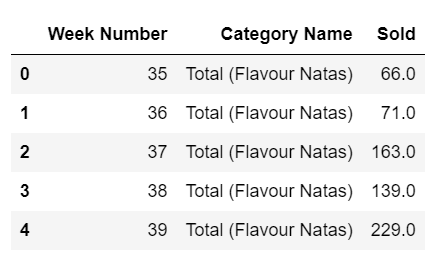 Week Number Category Name Sold
0 35 Total (Flavour Natas) 66.0
1 36 Total (Flavour Natas) 71.0
2 37 Total (Flavour Natas) 163.0
3 38 Total (Flavour Natas) 139.0
4 39 Total (Flavour Natas) 229.0